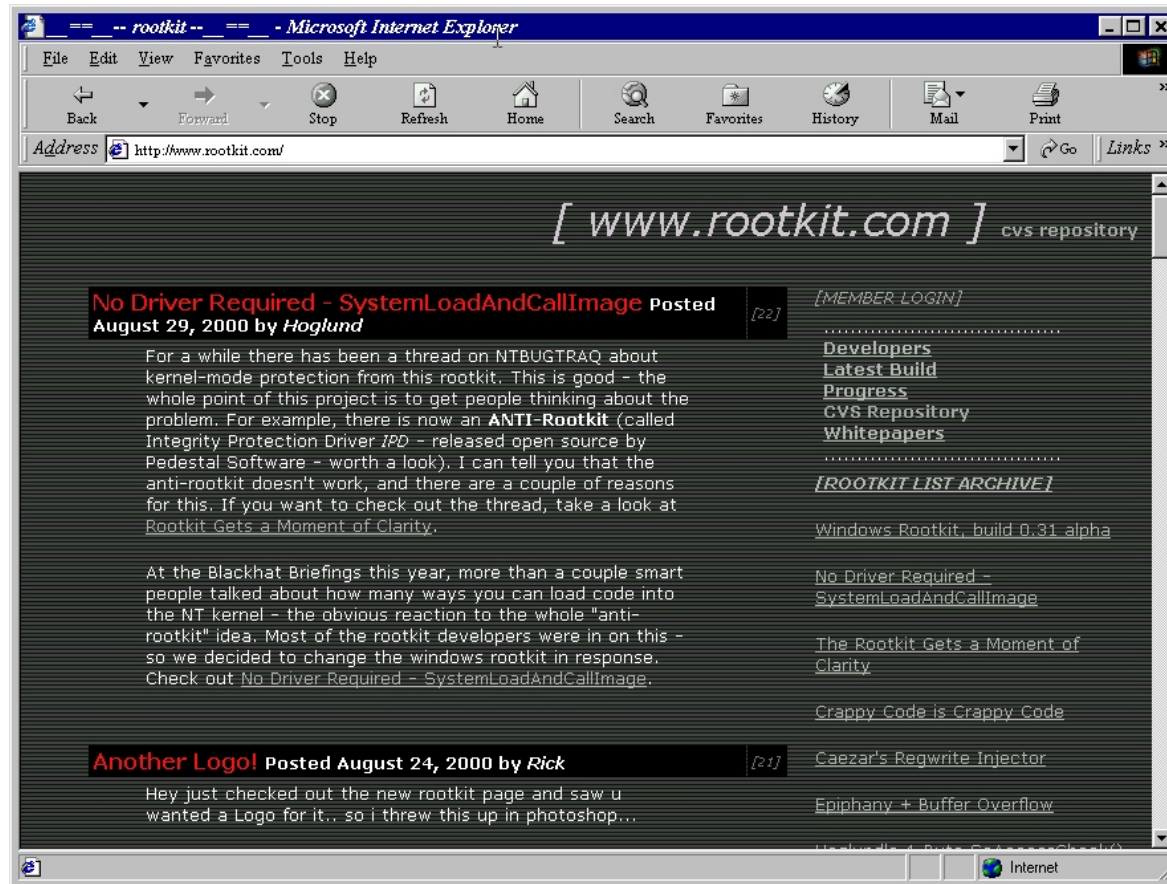 __==__-- rootkit --__==__ - Microsoft Internet Explorer
File Edit View Favorites Tools Help
Back Forward Stop Refresh Home Search Favorites History Mail Print
Address http://www.rootkit.com/ Go Links »
[ www.rootkit.com ] cvs repository
No Driver Required - SystemLoadAndCallImage Posted
August 29, 2000 by Hoglund
[22]
For a while there has been a thread on NTBUGTRAQ about
kernel-mode protection from this rootkit. This is good - the
whole point of this project is to get people thinking about the
problem. For example, there is now an ANTI-Rootkit (called
Integrity Protection Driver IPD - released open source by
Pedestal Software - worth a look). I can tell you that the
anti-rootkit doesn't work, and there are a couple of reasons
for this. If you want to check out the thread, take a look at
Rootkit Gets a Moment of Clarity.
At the Blackhat Briefings this year, more than a couple smart
people talked about how many ways you can load code into
the NT kernel - the obvious reaction to the whole "anti-
rootkit" idea. Most of the rootkit developers were in on this -
so we decided to change the windows rootkit in response.
Check out No Driver Required - SystemLoadAndCallImage.
Another Logo! Posted August 24, 2000 by Rick
[21]
Hey just checked out the new rootkit page and saw u
wanted a Logo for it.. so i threw this up in photoshop...
[MEMBER LOGIN]
....................................
Developers
Latest Build
Progress
CVS Repository
Whitepapers
....................................
[ROOTKIT LIST ARCHIVE]
Windows Rootkit, build 0.31 alpha
No Driver Required -
SystemLoadAndCallImage
The Rootkit Gets a Moment of
Clarity
Crappy Code is Crappy Code
Caezar's Regwrite Injector
Epiphany + Buffer Overflow
Internet